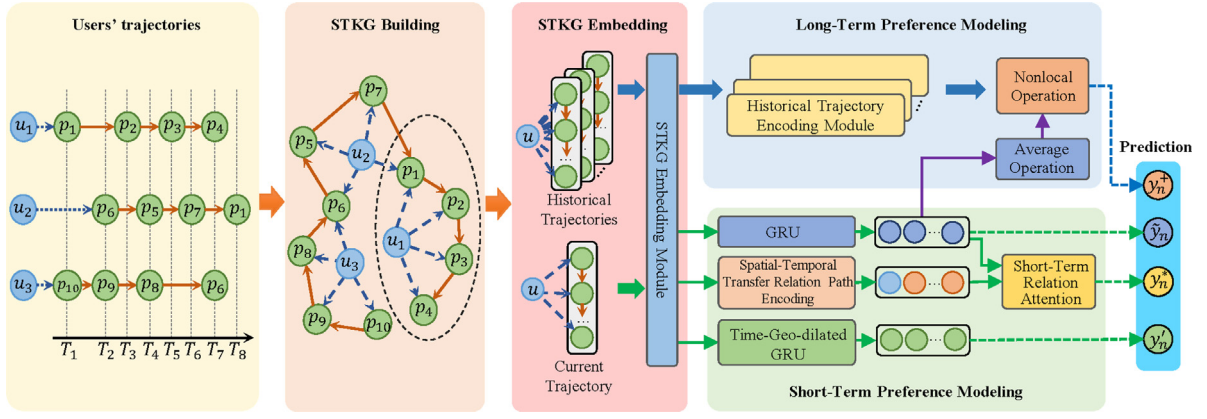 Users' trajectories
u1 p1 p2 p3 p4
u2 p6 p5 p7 p1
u3 p10 p9 p8 p6
T1 T2 T3 T4 T5 T6 T7 T8
STKG Building
p7
p5
u2
p1
p6
p2
u1
p8
u3
p3
p4
p9
p10
STKG Embedding
u
...
...
...
Historical
Trajectories
u
...
Current
Trajectory
STKG Embedding Module
Long-Term Preference Modeling
Historical Trajectory
Encoding Module
Nonlocal
Operation
Average
Operation
GRU
...
Spatial-Temporal
Transfer Relation Path
Encoding
...
Short-Term
Relation
Attention
Time-Geo-dilated
GRU
...
Short-Term Preference Modeling
Prediction
yn+
ỹn
yn*
yn′